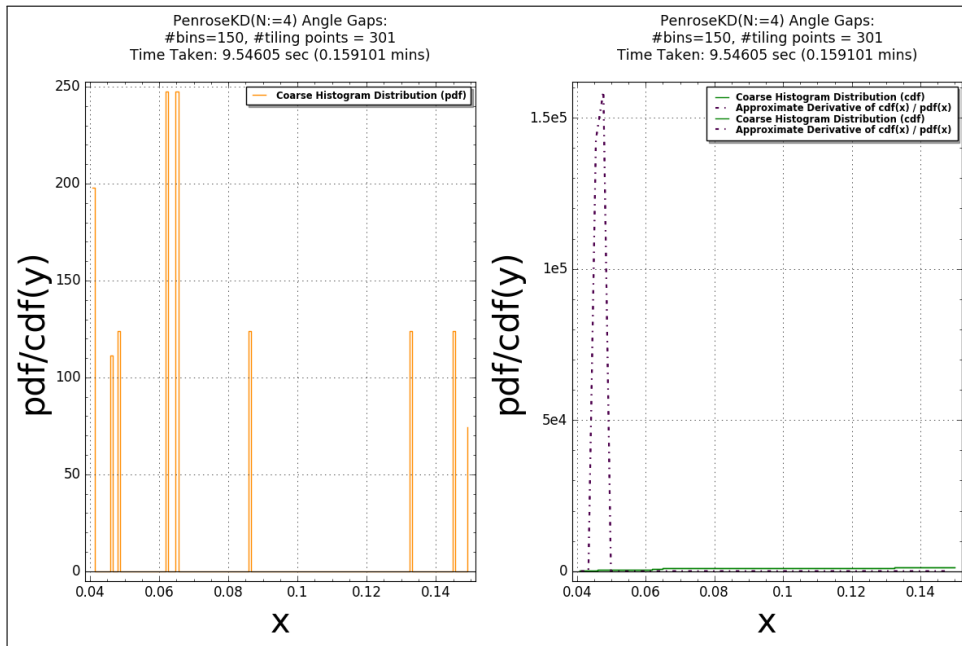 PenroseKD(N:=4) Angle Gaps:
#bins=150, #tiling points = 301
Time Taken: 9.54605 sec (0.159101 mins)
Coarse Histogram Distribution (pdf)
250
200
150
100
50
0
0.04
0.06
0.08
0.10
0.12
0.14
pdf/cdf(y)
x
PenroseKD(N:=4) Angle Gaps:
#bins=150, #tiling points = 301
Time Taken: 9.54605 sec (0.159101 mins)
Coarse Histogram Distribution (cdf)
Approximate Derivative of cdf(x) / pdf(x)
Coarse Histogram Distribution (cdf)
Approximate Derivative of cdf(x) / pdf(x)
1.5e5
1e5
5e4
0
0.04
0.06
0.08
0.10
0.12
0.14
pdf/cdf(y)
x